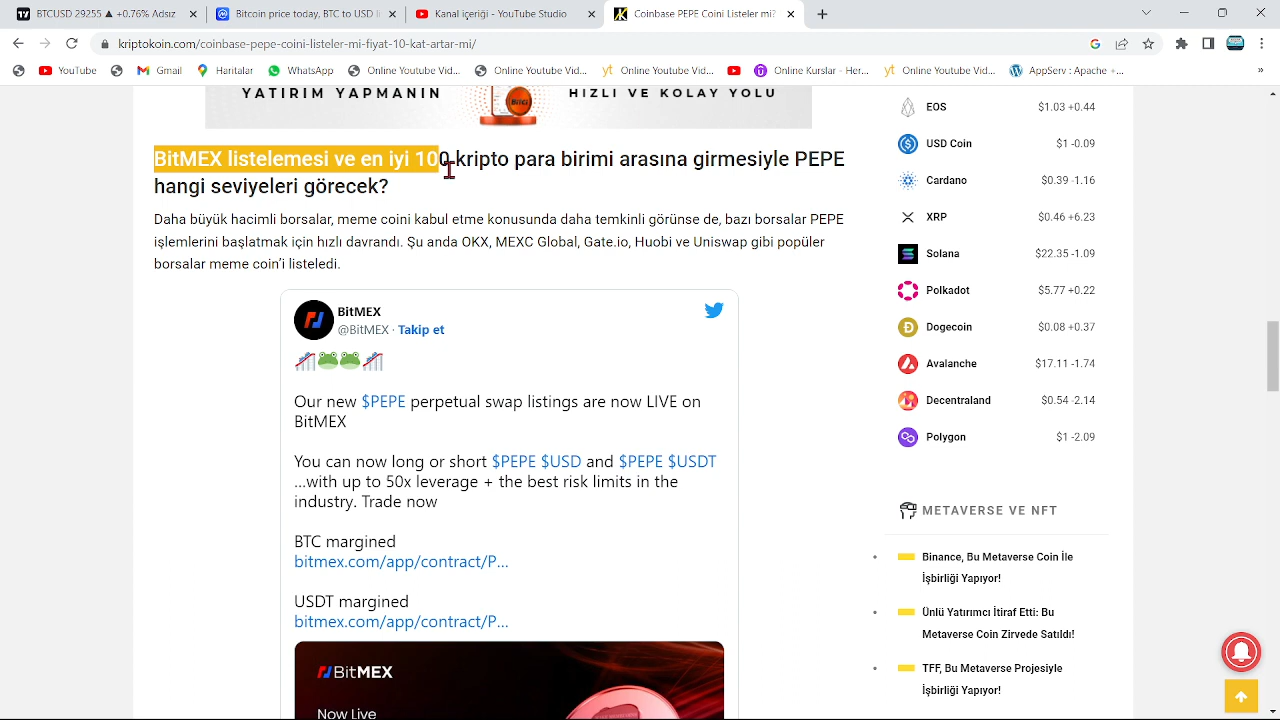 BTCUSD 29255 ▲ +0.76% Adsız
Bitcoin price today, BTC to USD li
Kanal içeriği - YouTube Studio
Coinbase PEPE Coini Listeler mi?
kriptokoin.com/coinbase-pepe-coini-listeler-mi-fiyat-10-kat-artar-mi/
YouTube
Gmail
Haritalar
WhatsApp
Online Youtube Vid...
Online Youtube Vid...
Online Youtube Vid...
Online Kurslar - Her...
Online Youtube Vid...
AppServ : Apache +...
»
YATIRIM YAPMANIN
Bitci
HIZLI VE KOLAY YOLU
BitMEX listelemesi ve en iyi 100 kripto para birimi arasına girmesiyle PEPE
hangi seviyeleri görecek?
Daha büyük hacimli borsalar, meme coini kabul etme konusunda daha temkinli görünse de, bazı borsalar PEPE
işlemlerini başlatmak için hızlı davrandı. Şu anda OKX, MEXC Global, Gate.io, Huobi ve Uniswap gibi popüler
borsalar meme coin'i listeledi.
BitMEX
@BitMEX · Takip et
Our new $PEPE perpetual swap listings are now LIVE on
BitMEX
You can now long or short $PEPE $USD and $PEPE $USDT
...with up to 50x leverage + the best risk limits in the
industry. Trade now
BTC margined
bitmex.com/app/contract/P...
USDT margined
bitmex.com/app/contract/P...
BitMEX
Now Live
EOS $1.03 +0.44
USD Coin $1 -0.09
Cardano $0.39 -1.16
XRP $0.46 +6.23
Solana $22.35 -1.09
Polkadot $5.77 +0.22
Dogecoin $0.08 +0.37
Avalanche $17.11 -1.74
Decentraland $0.54 -2.14
Polygon $1 -2.09
METAVERSE VE NFT
Binance, Bu Metaverse Coin İle
İşbirliği Yapıyor!
Ünlü Yatırımcı İtiraf Etti: Bu
Metaverse Coin Zirvede Satıldı!
TFF, Bu Metaverse Projesiyle
İşbirliği Yapıyor!